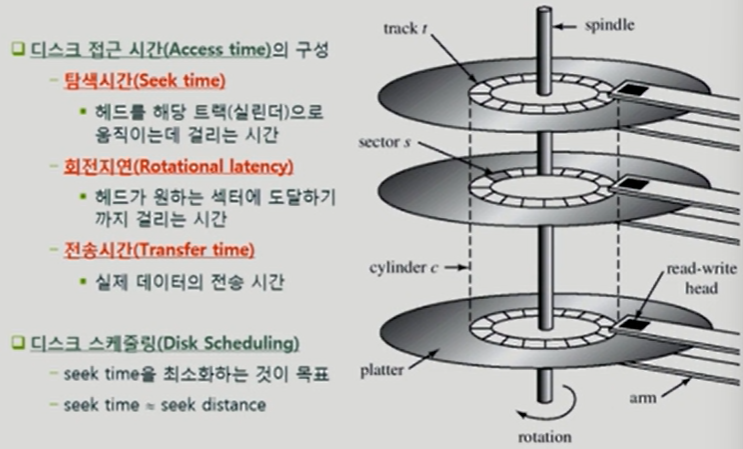 디스크 접근 시간(Access time)의 구성
- 탐색시간(Seek time)
▪ 헤드를 해당 트랙(실린더)으로
움직이는데 걸리는 시간
- 회전지연(Rotational latency)
▪ 헤드가 원하는 섹터에 도달하기
까지 걸리는 시간
- 전송시간(Transfer time)
▪ 실제 데이터의 전송 시간
디스크 스케줄링(Disk Scheduling)
- seek time을 최소화하는 것이 목표
- seek time ≈ seek distance
track t
spindle
sector s
cylinder c
read-write
head
platter
arm
rotation